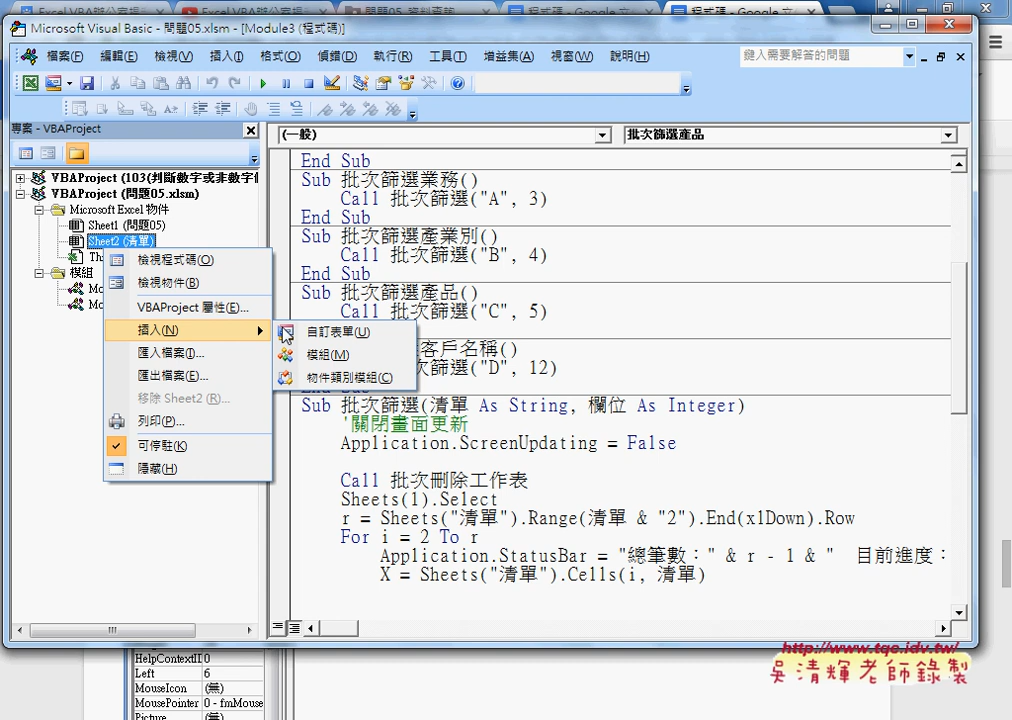 Microsoft Visual Basic - 問題05.xlsm - [Module3 (程式碼)]
檔案(F) 編輯(E) 檢視(V) 插入(I) 格式(O) 偵錯(D) 執行(R) 工具(T) 增益集(A) 視窗(W) 說明(H)
鍵入需要解答的問題
專案 - VBAProject
(一般)
批次篩選產品
VBAProject (103(判斷數字或非數字
VBAProject (問題05.xlsm)
Microsoft Excel 物件
Sheet1 (問題05)
Sheet2 (清單)
模組
檢視程式碼(O)
檢視物件(B)
VBAProject 屬性(E)...
插入(N)
匯入檔案(I)...
匯出檔案(E)...
移除 Sheet2 (R)...
列印(P)...
可停駐(K)
隱藏(H)
自訂表單(U)
模組(M)
物件類別模組(C)
End Sub
Sub 批次篩選業務()
Call 批次篩選("A", 3)
End Sub
Sub 批次篩選產業別()
Call 批次篩選("B", 4)
End Sub
Sub 批次篩選產品()
Call 批次篩選("C", 5)
客戶名稱()
篩選("D", 12)
End Sub
Sub 批次篩選(清單 As String, 欄位 As Integer)
'關閉畫面更新
Application.ScreenUpdating = False
Call 批次刪除工作表
Sheets(1).Select
r = Sheets("清單").Range(清單 & "2").End(xlDown).Row
For i = 2 To r
Application.StatusBar = "總筆數：" & r - 1 & "  目前進度：
X = Sheets("清單").Cells(i, 清單)
HelpContextID 0
Left 6
MouseIcon (無)
MousePointer 0 - fmMouse
Picture (無)
http://www.tqc.idv.tw/
吳清輝老師錄製